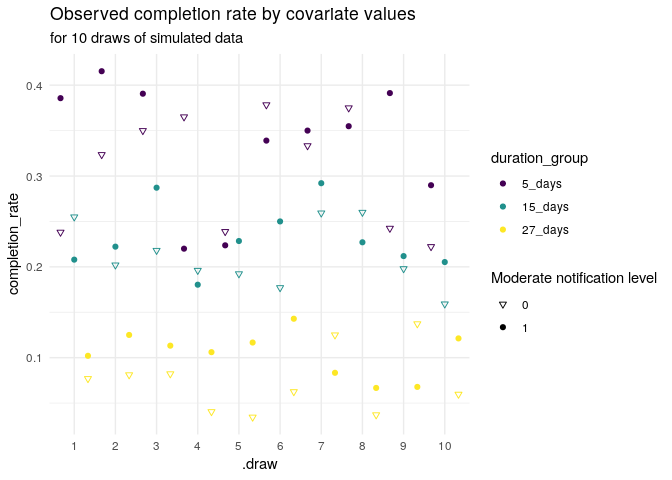 Observed completion rate by covariate values
for 10 draws of simulated data
0.4
0.3
0.2
0.1
completion_rate
1 2 3 4 5 6 7 8 9 10
.draw
duration_group
5_days
15_days
27_days
Moderate notification level
0
1